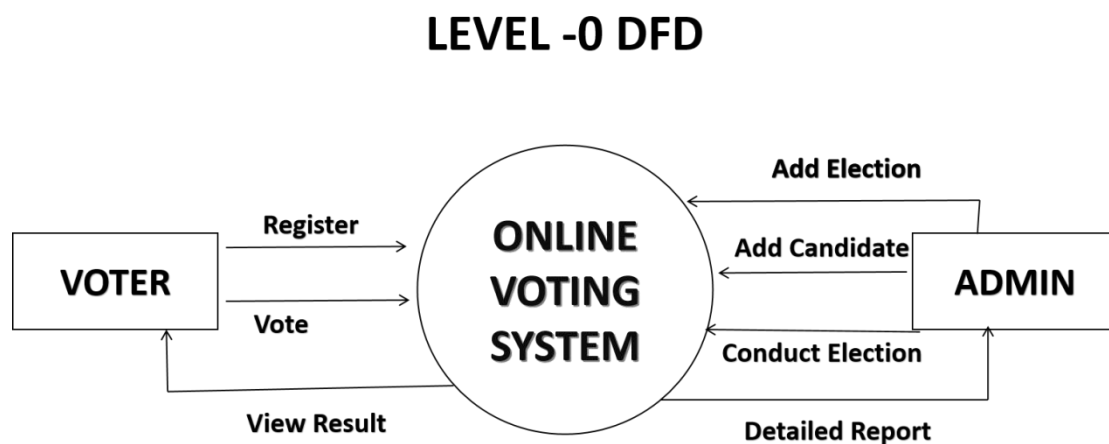 LEVEL -0 DFD
Add Election
Register
ONLINE
VOTING
SYSTEM
Add Candidate
VOTER
ADMIN
Vote
Conduct Election
View Result
Detailed Report